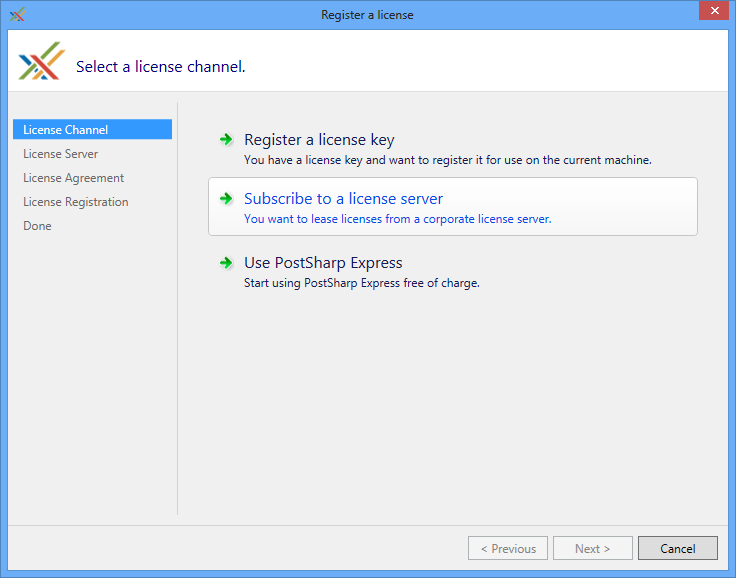 Register a license
Select a license channel.
License Channel
License Server
License Agreement
License Registration
Done
Register a license key
You have a license key and want to register it for use on the current machine.
Subscribe to a license server
You want to lease licenses from a corporate license server.
Use PostSharp Express
Start using PostSharp Express free of charge.
< Previous
Next >
Cancel